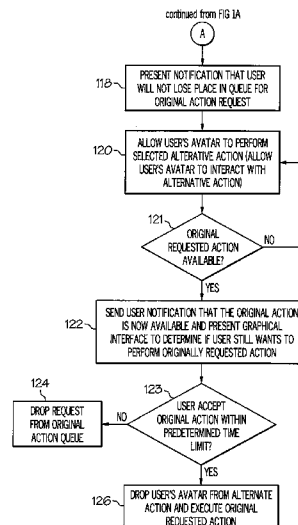 continued from FIG 1A
A
118
PRESENT NOTIFICATION THAT USER
WILL NOT LOSE PLACE IN QUEUE FOR
ORIGINAL ACTION REQUEST
120
ALLOW USER'S AVATAR TO PERFORM
SELECTED ALTERATIVE ACTION (ALLOW
USER'S AVATAR TO INTERACT WITH
ALTERNATIVE ACTION)
121
ORIGINAL
REQUESTED ACTION
AVAILABLE?
NO
YES
122
SEND USER NOTIFICATION THAT THE ORIGINAL ACTION
IS NOW AVAILABLE AND PRESENT GRAPHICAL
INTERFACE TO DETERMINE IF USER STILL WANTS TO
PERFORM ORIGINALLY REQUESTED ACTION
124
DROP REQUEST
FROM ORIGINAL
ACTION QUEUE
NO
123
USER ACCEPT
ORIGINAL ACTION WITHIN
PREDETERMINED TIME
LIMIT?
YES
126
DROP USER'S AVATAR FROM ALTERNATE
ACTION AND EXECUTE ORIGINAL
REQUESTED ACTION